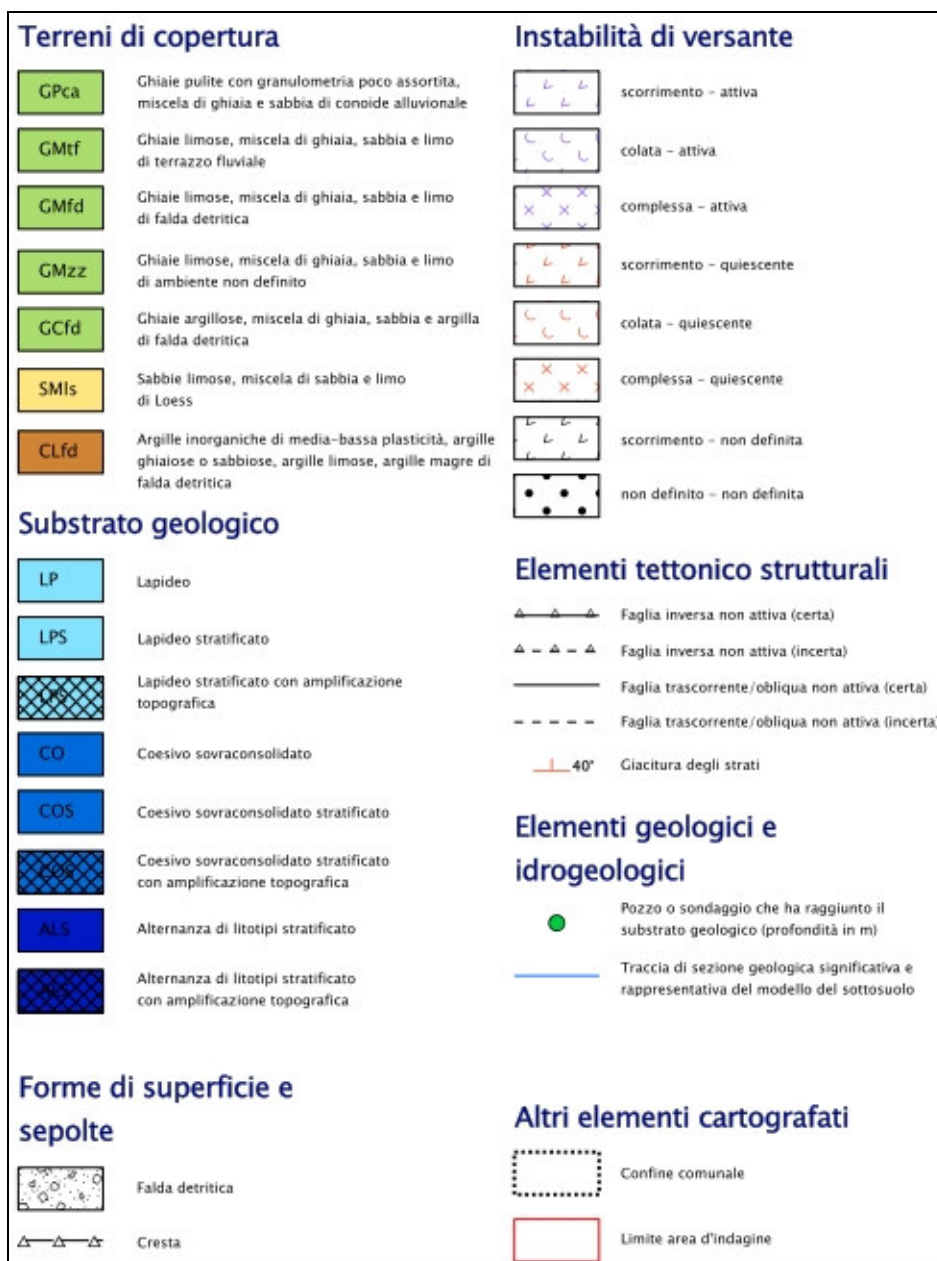 Terreni di copertura
GPca
Ghiaie pulite con granulometria poco assortita,
miscela di ghiaia e sabbia di conoide alluvionale
GMtf
Ghiaie limose, miscela di ghiaia, sabbia e limo
di terrazzo fluviale
GMfd
Ghiaie limose, miscela di ghiaia, sabbia e limo
di falda detritica
GMzz
Ghiaie limose, miscela di ghiaia, sabbia e limo
di ambiente non definito
GCfd
Ghiaie argillose, miscela di ghiaia, sabbia e argilla
di falda detritica
SMls
Sabbie limose, miscela di sabbia e limo
di Loess
CLfd
Argille inorganiche di media-bassa plasticità, argille
ghiaiose o sabbiose, argille limose, argille magre di
falda detritica
Substrato geologico
LP
Lapideo
LPS
Lapideo stratificato
LPS
Lapideo stratificato con amplificazione
topografica
CO
Coesivo sovraconsolidato
COS
Coesivo sovraconsolidato stratificato
COS
Coesivo sovraconsolidato stratificato
con amplificazione topografica
ALS
Alternanza di litotipi stratificato
ALS
Alternanza di litotipi stratificato
con amplificazione topografica
Forme di superficie e
sepolte
Falda detritica
Cresta
Instabilità di versante
scorrimento - attiva
colata - attiva
complessa - attiva
scorrimento - quiescente
colata - quiescente
complessa - quiescente
scorrimento - non definita
non definito - non definita
Elementi tettonico strutturali
Faglia inversa non attiva (certa)
Faglia inversa non attiva (incerta)
Faglia trascorrente/obliqua non attiva (certa)
Faglia trascorrente/obliqua non attiva (incerta)
40°
Giacitura degli strati
Elementi geologici e
idrogeologici
Pozzo o sondaggio che ha raggiunto il
substrato geologico (profondità in m)
Traccia di sezione geologica significativa e
rappresentativa del modello del sottosuolo
Altri elementi cartografati
Confine comunale
Limite area d'indagine